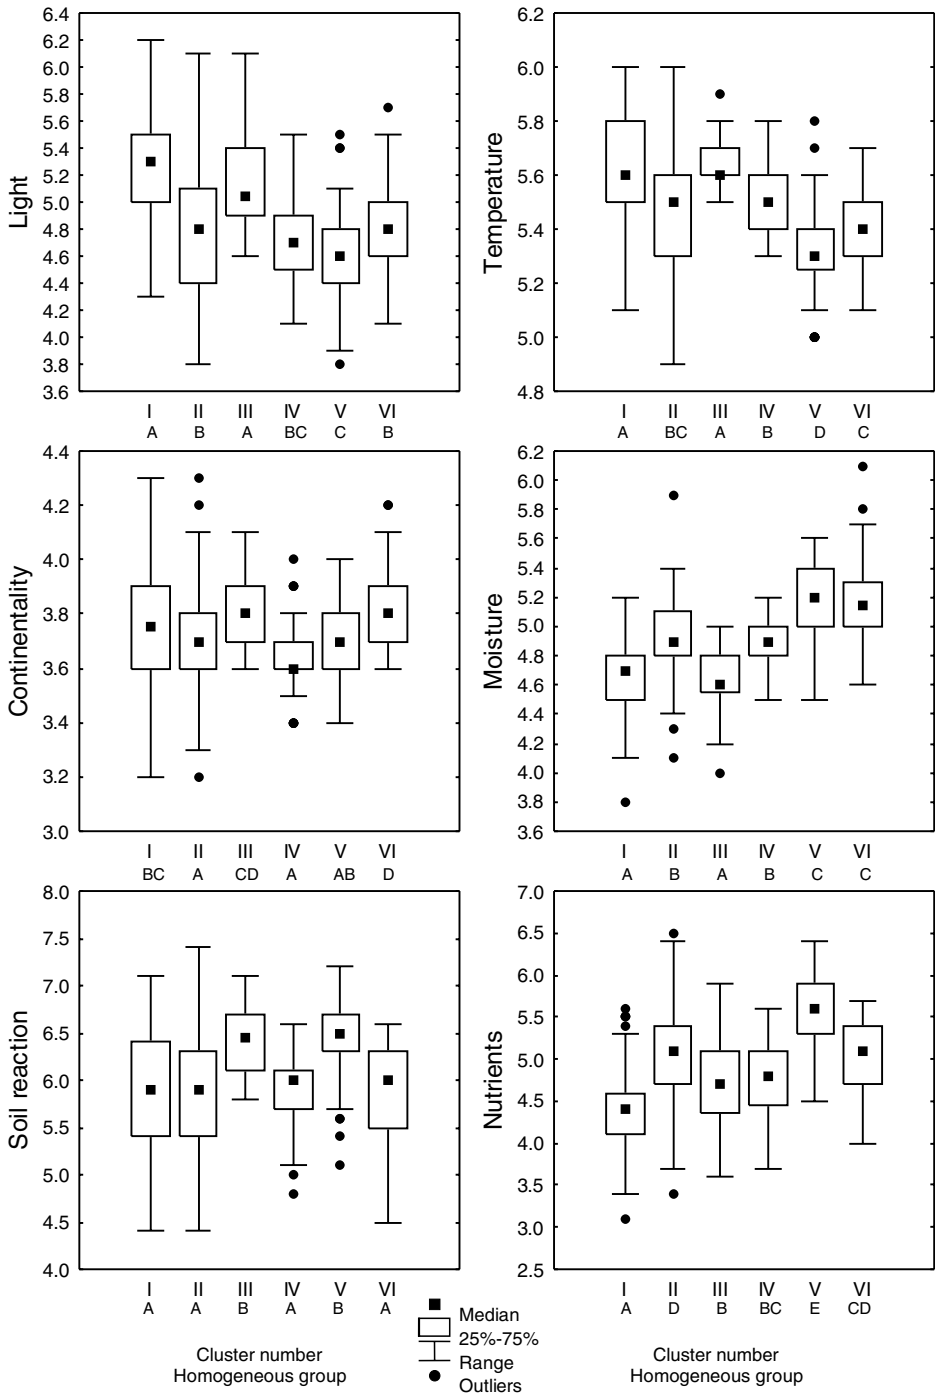 Light
6.4
6.2
6.0
5.8
5.6
5.4
5.2
5.0
4.8
4.6
4.4
4.2
4.0
3.8
3.6
I II III IV V VI
A B A BC C B
Temperature
6.2
6.0
5.8
5.6
5.4
5.2
5.0
4.8
I II III IV V VI
A BC A B D C
Continentality
4.4
4.2
4.0
3.8
3.6
3.4
3.2
3.0
I II III IV V VI
BC A CD A AB D
Moisture
6.2
6.0
5.8
5.6
5.4
5.2
5.0
4.8
4.6
4.4
4.2
4.0
3.8
3.6
I II III IV V VI
A B A B C C
Soil reaction
8.0
7.5
7.0
6.5
6.0
5.5
5.0
4.5
4.0
I II III IV V VI
A A B A B A
Cluster number
Homogeneous group
Nutrients
7.0
6.5
6.0
5.5
5.0
4.5
4.0
3.5
3.0
2.5
I II III IV V VI
A D B BC E CD
Cluster number
Homogeneous group
Median
25%-75%
Range
Outliers